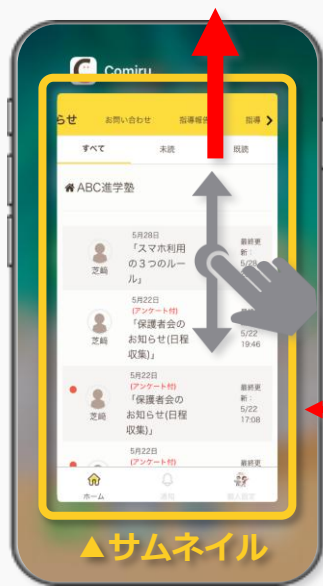 Comiru
らせ お問い合わせ 指導報告 指導
すべて 未読 既読
ABC進学塾
5月28日
「スマホ利用の３つのルール」
芝﨑
最終更新：
5/28
5月22日
(アンケート付)
「保護者会の
お知らせ(日程
収集)」
芝﨑
5/22
19:46
5月22日
(アンケート付)
「保護者会の
お知らせ(日程
収集)」
芝﨑
最終更
新：
5/22
17:08
5月22日
(アンケート付)
最終更
ホーム 通知 個人設定
▲サムネイル